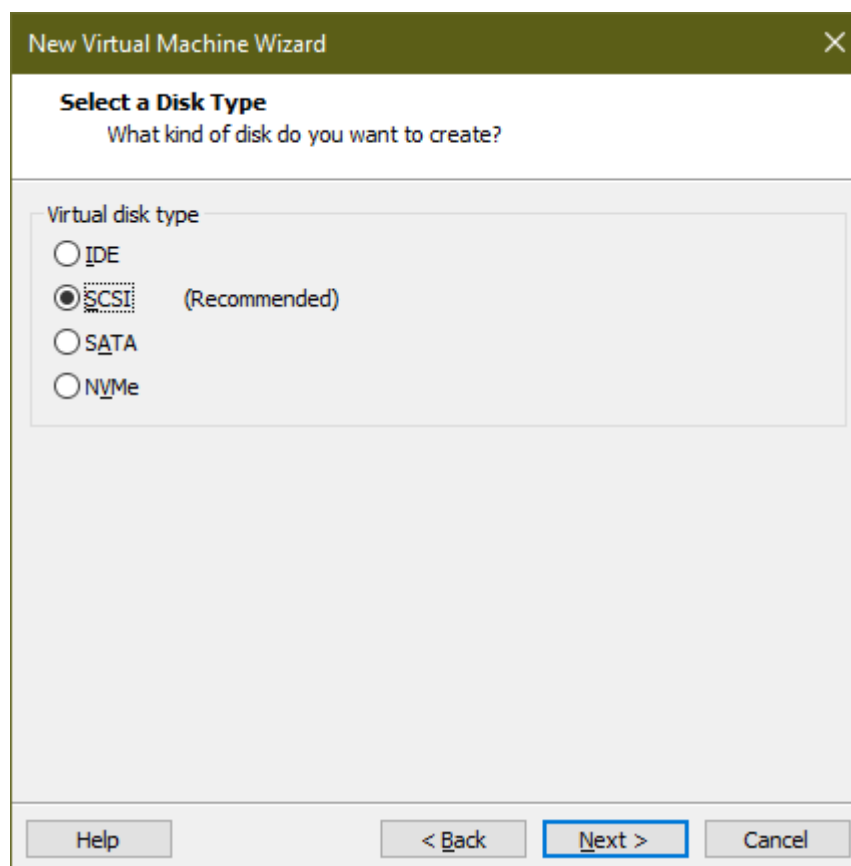 New Virtual Machine Wizard
Select a Disk Type
What kind of disk do you want to create?
Virtual disk type
IDE
SCSI (Recommended)
SATA
NVMe
Help < Back Next > Cancel